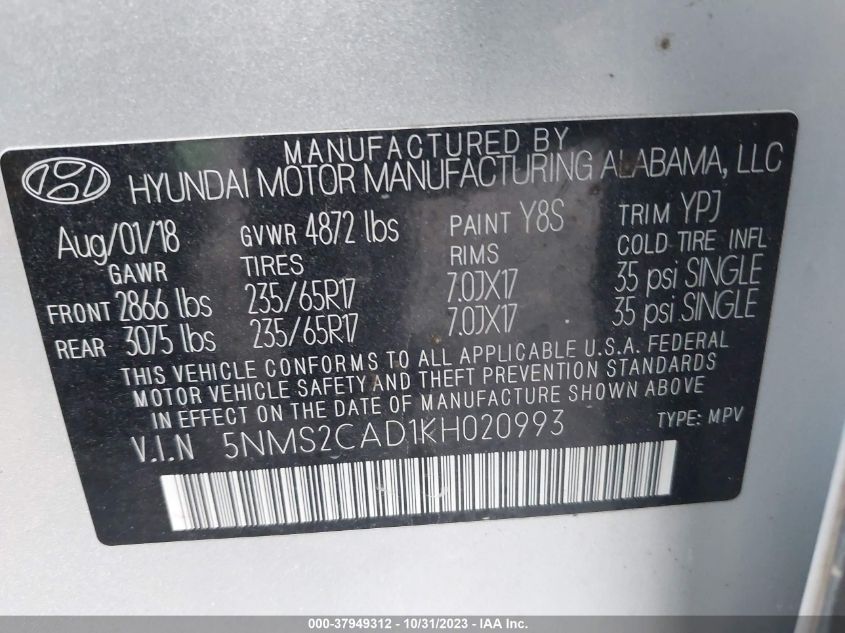 MANUFACTURED BY
HYUNDAI MOTOR MANUFACTURING ALABAMA, LLC
Aug/01/18 GVWR 4872 lbs PAINT Y8S TRIM YPJ
GAWR TIRES RIMS COLD TIRE INFL
FRONT 2866 lbs 235/65R17 7.0JX17 35 psi SINGLE
REAR 3075 lbs 235/65R17 7.0JX17 35 psi SINGLE
THIS VEHICLE CONFORMS TO ALL APPLICABLE U.S.A. FEDERAL
MOTOR VEHICLE SAFETY AND THEFT PREVENTION STANDARDS
IN EFFECT ON THE DATE OF MANUFACTURE SHOWN ABOVE
V.I.N 5NMS2CAD1KH020993 TYPE: MPV
000-37949312 - 10/31/2023 - www.iaai.com